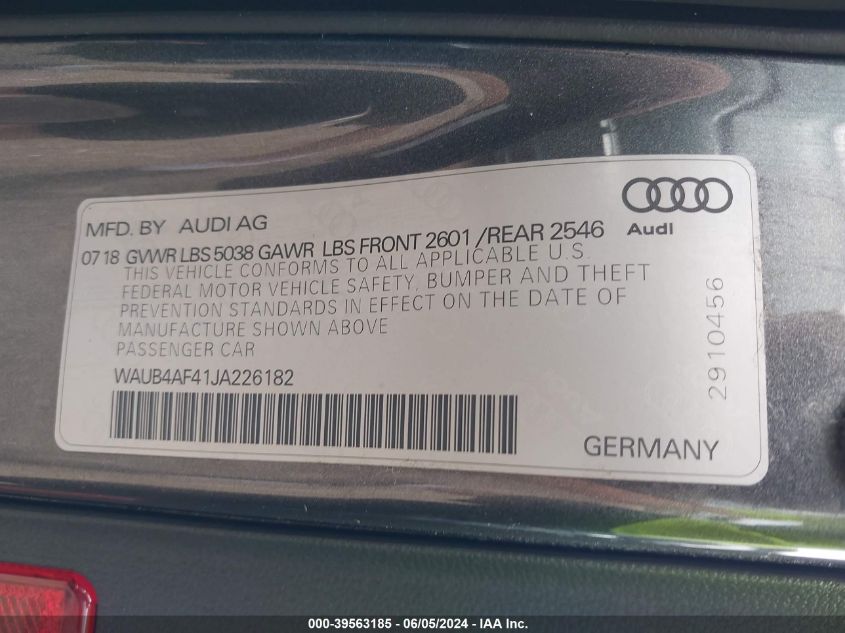 MFD. BY AUDI AG
Audi
07 18 GVWR LBS 5038 GAWR LBS FRONT 2601 /REAR 2546
THIS VEHICLE CONFORMS TO ALL APPLICABLE U.S.
FEDERAL MOTOR VEHICLE SAFETY, BUMPER AND THEFT
PREVENTION STANDARDS IN EFFECT ON THE DATE OF
MANUFACTURE SHOWN ABOVE
PASSENGER CAR
WAUB4AF41JA226182
2910456
GERMANY
000-39563185 - 06/05/2024 - © IAA, Inc.